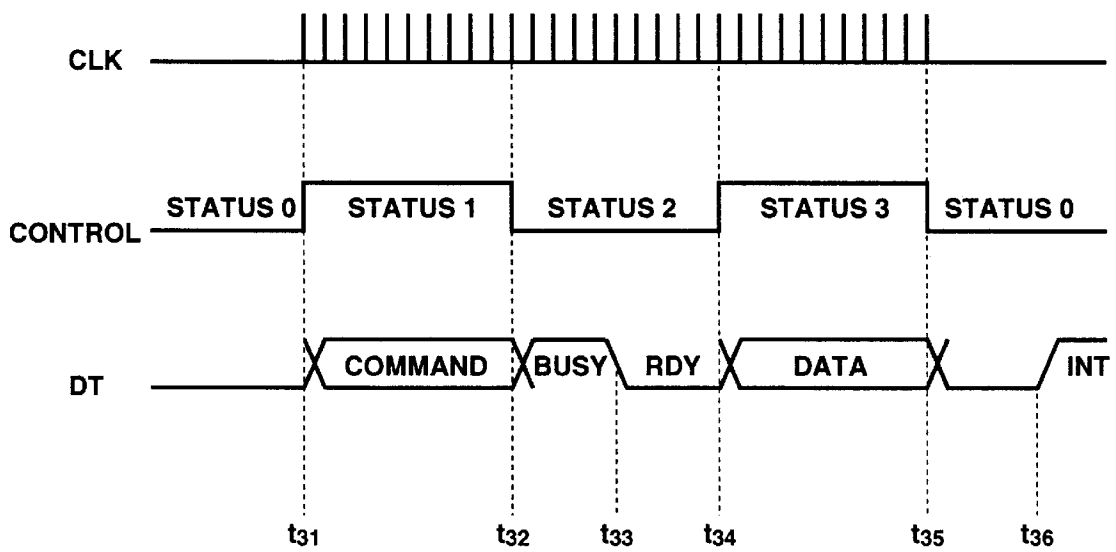 CLK
STATUS 0 STATUS 1 STATUS 2 STATUS 3 STATUS 0
CONTROL
COMMAND BUSY RDY DATA INT
DT
t31 t32 t33 t34 t35 t36